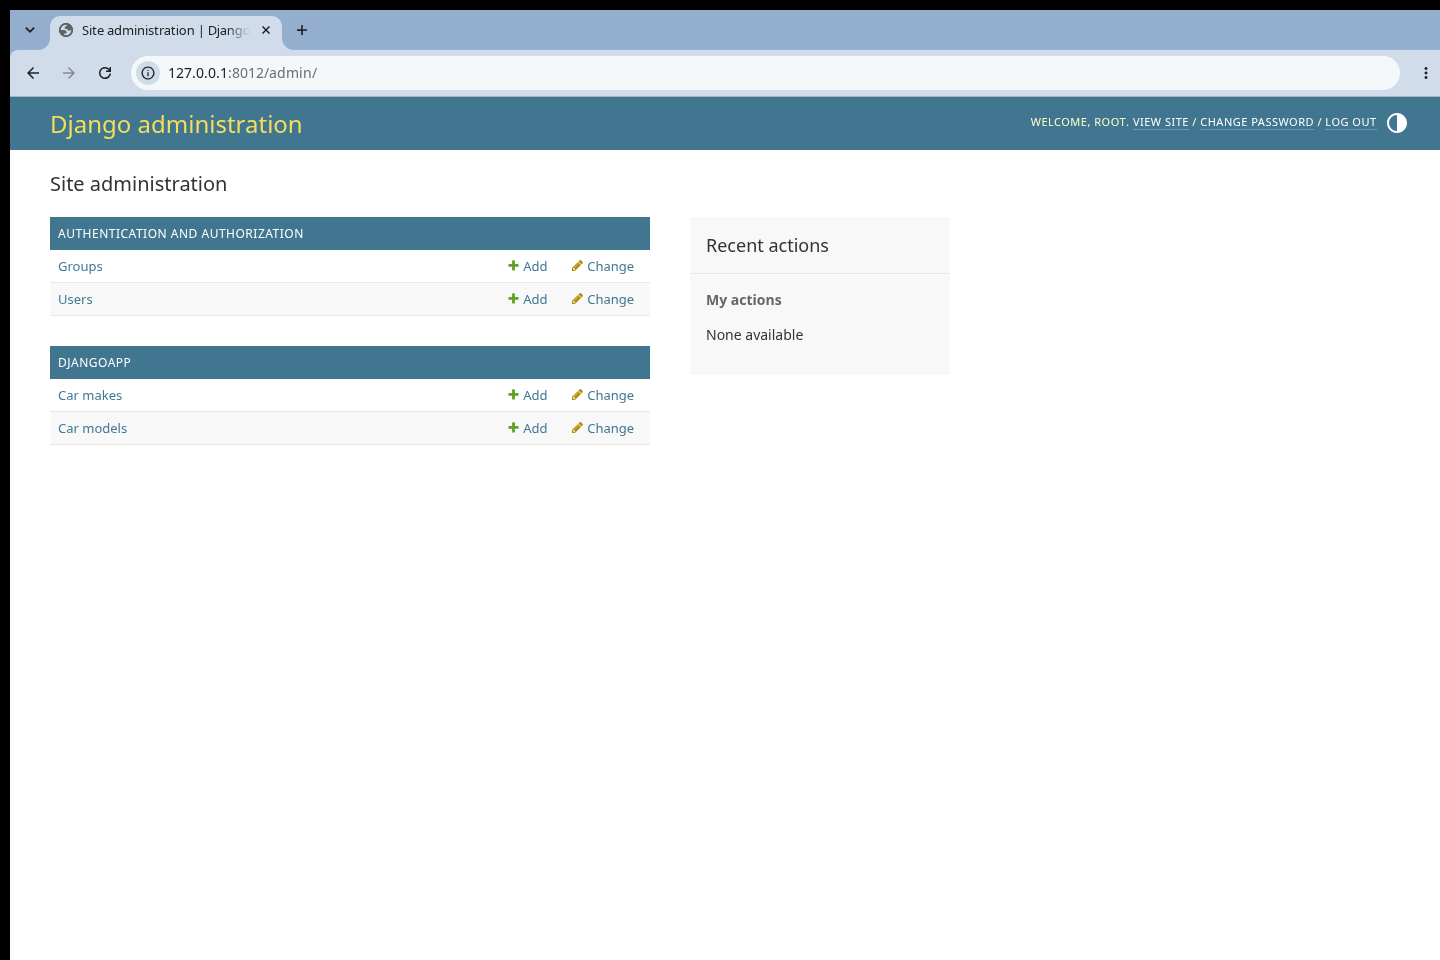 Site administration | Django
127.0.0.1:8012/admin/
Django administration
WELCOME, ROOT. VIEW SITE / CHANGE PASSWORD / LOG OUT
Site administration
AUTHENTICATION AND AUTHORIZATION
Groups Add Change
Users Add Change
DJANGOAPP
Car makes Add Change
Car models Add Change
Recent actions
My actions
None available